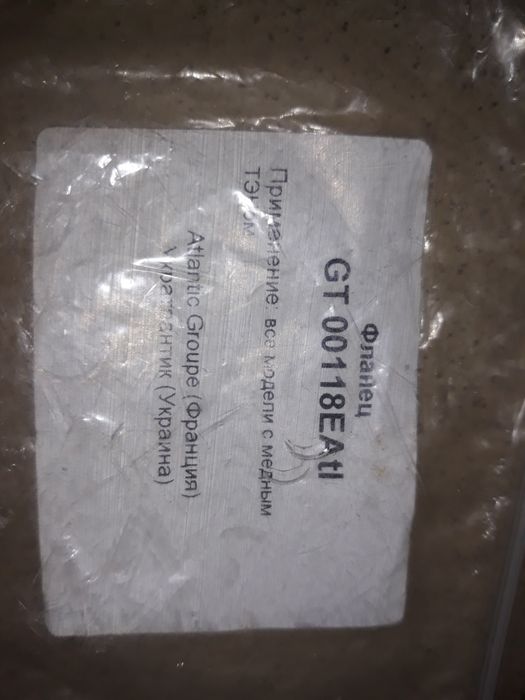 Фланец
GT 00118EAtl
Применение: все модели с медным
ТЭном
Atlantic Groupe (Франция)
Укратлантик (Украина)